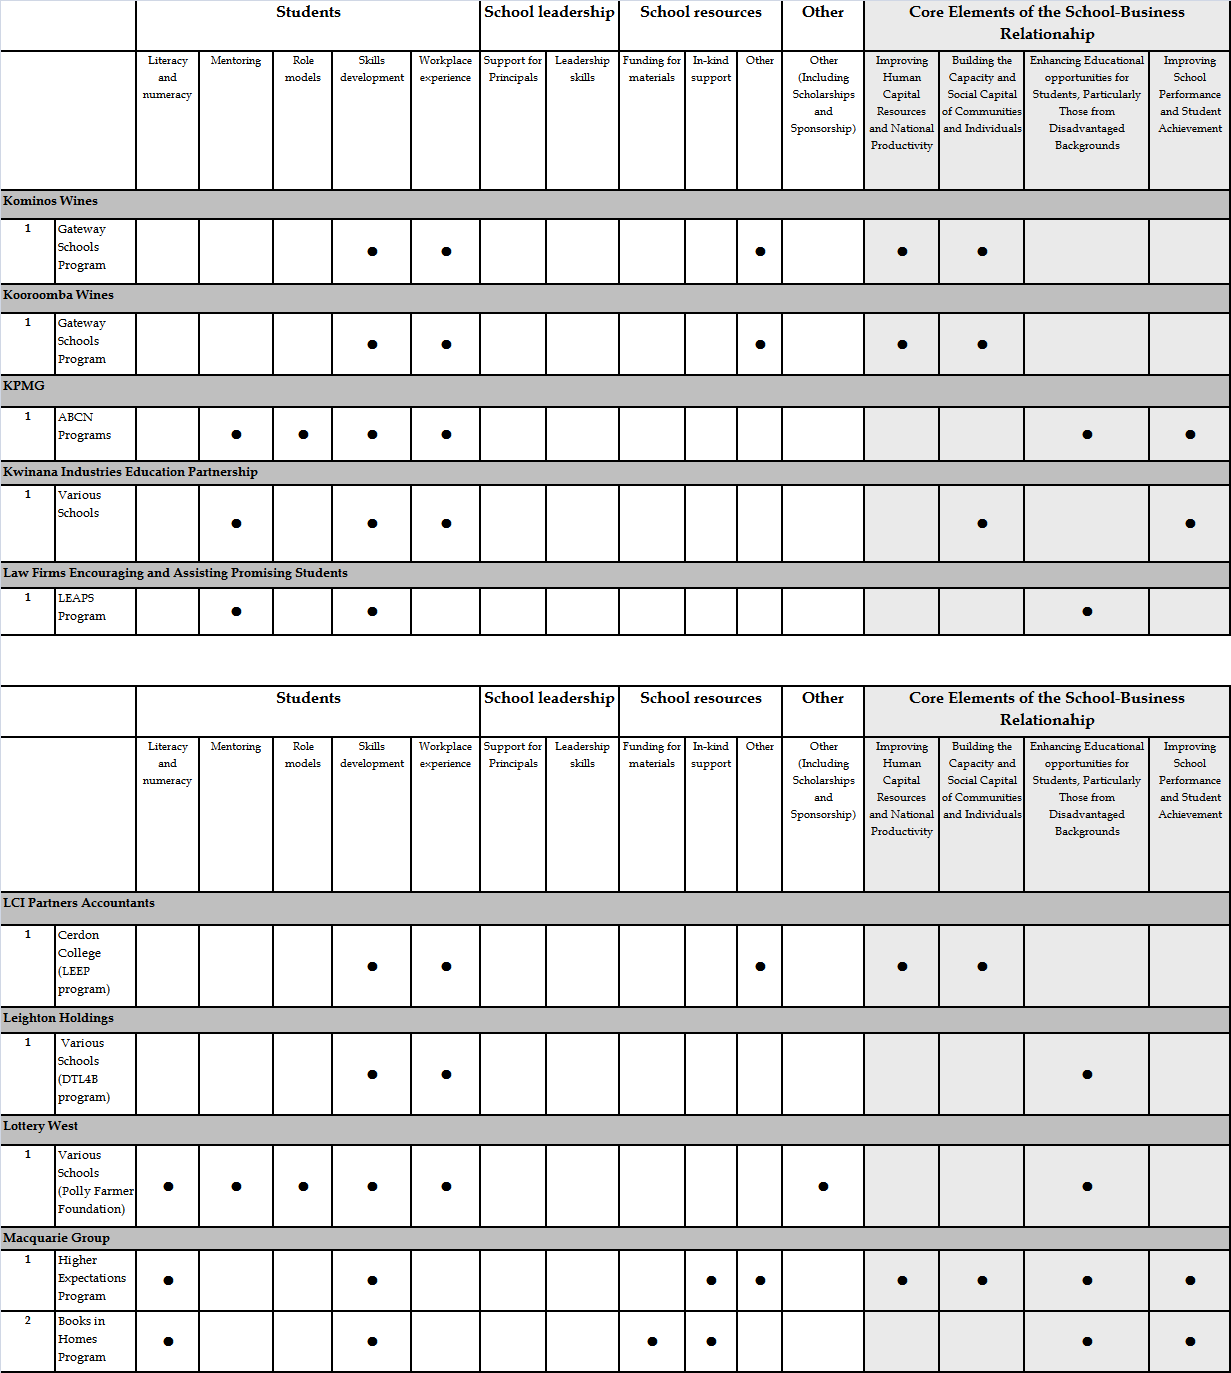 Students School leadership School resources Other Core Elements of the School-Business
Relationahip
Literacy Mentoring Role Skills Workplace Support for Leadership Funding for In-kind Other Other Improving Building the Enhancing Educational Improving
and models development experience Principals skills materials support (Including Human Capacity and opportunities for School
numeracy Scholarships Capital Social Capital Students, Particularly Performance
and Resources of Communities Those from and Student
Sponsorship) and National and Individuals Disadvantaged Achievement
Productivity Backgrounds
Kominos Wines
1 Gateway
Schools
Program ● ● ● ● ●
Kooroomba Wines
1 Gateway
Schools
Program ● ● ● ● ●
KPMG
1 ABCN
Programs ● ● ● ● ● ●
Kwinana Industries Education Partnership
1 Various
Schools
● ● ● ● ●
Law Firms Encouraging and Assisting Promising Students
1 LEAPS
Program ● ● ●
Students School leadership School resources Other Core Elements of the School-Business
Relationahip
Literacy Mentoring Role Skills Workplace Support for Leadership Funding for In-kind Other Other Improving Building the Enhancing Educational Improving
and models development experience Principals skills materials support (Including Human Capacity and opportunities for School
numeracy Scholarships Capital Social Capital Students, Particularly Performance
and Resources of Communities Those from and Student
Sponsorship) and National and Individuals Disadvantaged Achievement
Productivity Backgrounds
LCI Partners Accountants
1 Cerdon
College
(LEEP ● ● ● ● ●
program)
Leighton Holdings
1 Various
Schools
(DTL4B ● ● ●
program)
Lottery West
1 Various
Schools
(Polly Farmer ● ● ● ● ● ● ●
Foundation)
Macquarie Group
1 Higher
Expectations ● ● ● ● ● ● ● ●
Program
2 Books in
Homes ● ● ● ● ● ●
Program